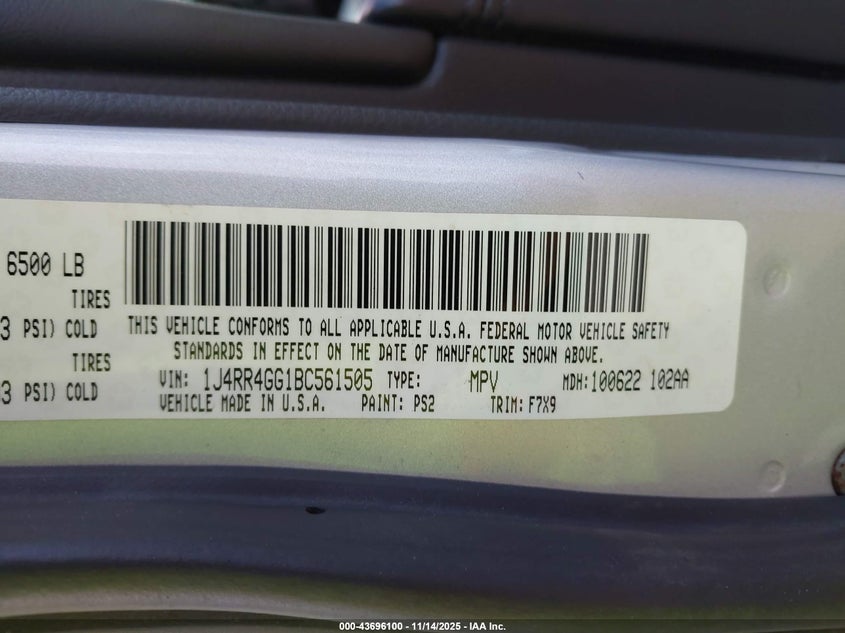 6500 LB
TIRES
3 PSI) COLD
TIRES
3 PSI) COLD
THIS VEHICLE CONFORMS TO ALL APPLICABLE U.S.A. FEDERAL MOTOR VEHICLE SAFETY
STANDARDS IN EFFECT ON THE DATE OF MANUFACTURE SHOWN ABOVE.
VIN: 1J4RR4GG1BC561505 TYPE: MPV MDH: 100622 102AA
VEHICLE MADE IN U.S.A. PAINT: PS2 TRIM: F7X9
000-43696100 - 11/14/2025 - IAA Inc.